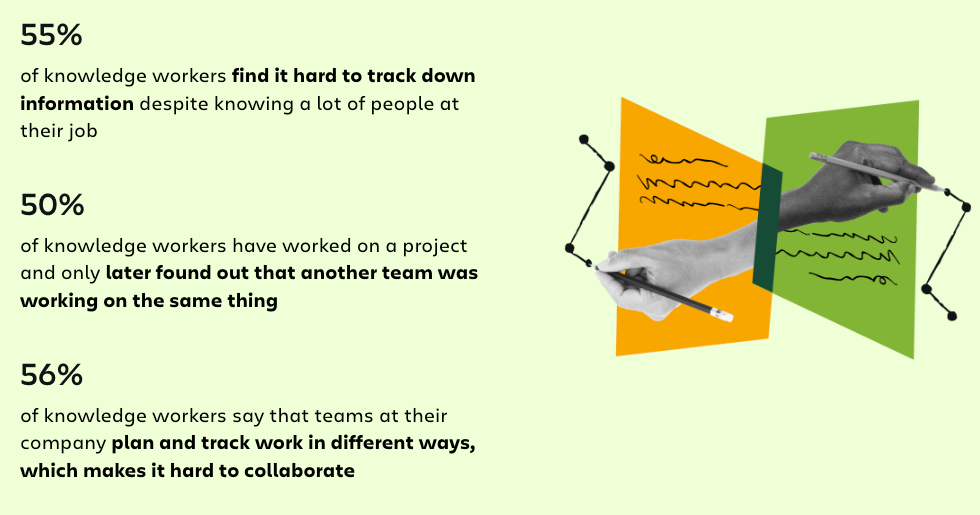 55%
of knowledge workers find it hard to track down
information despite knowing a lot of people at
their job
50%
of knowledge workers have worked on a project
and only later found out that another team was
working on the same thing
56%
of knowledge workers say that teams at their
company plan and track work in different ways,
which makes it hard to collaborate